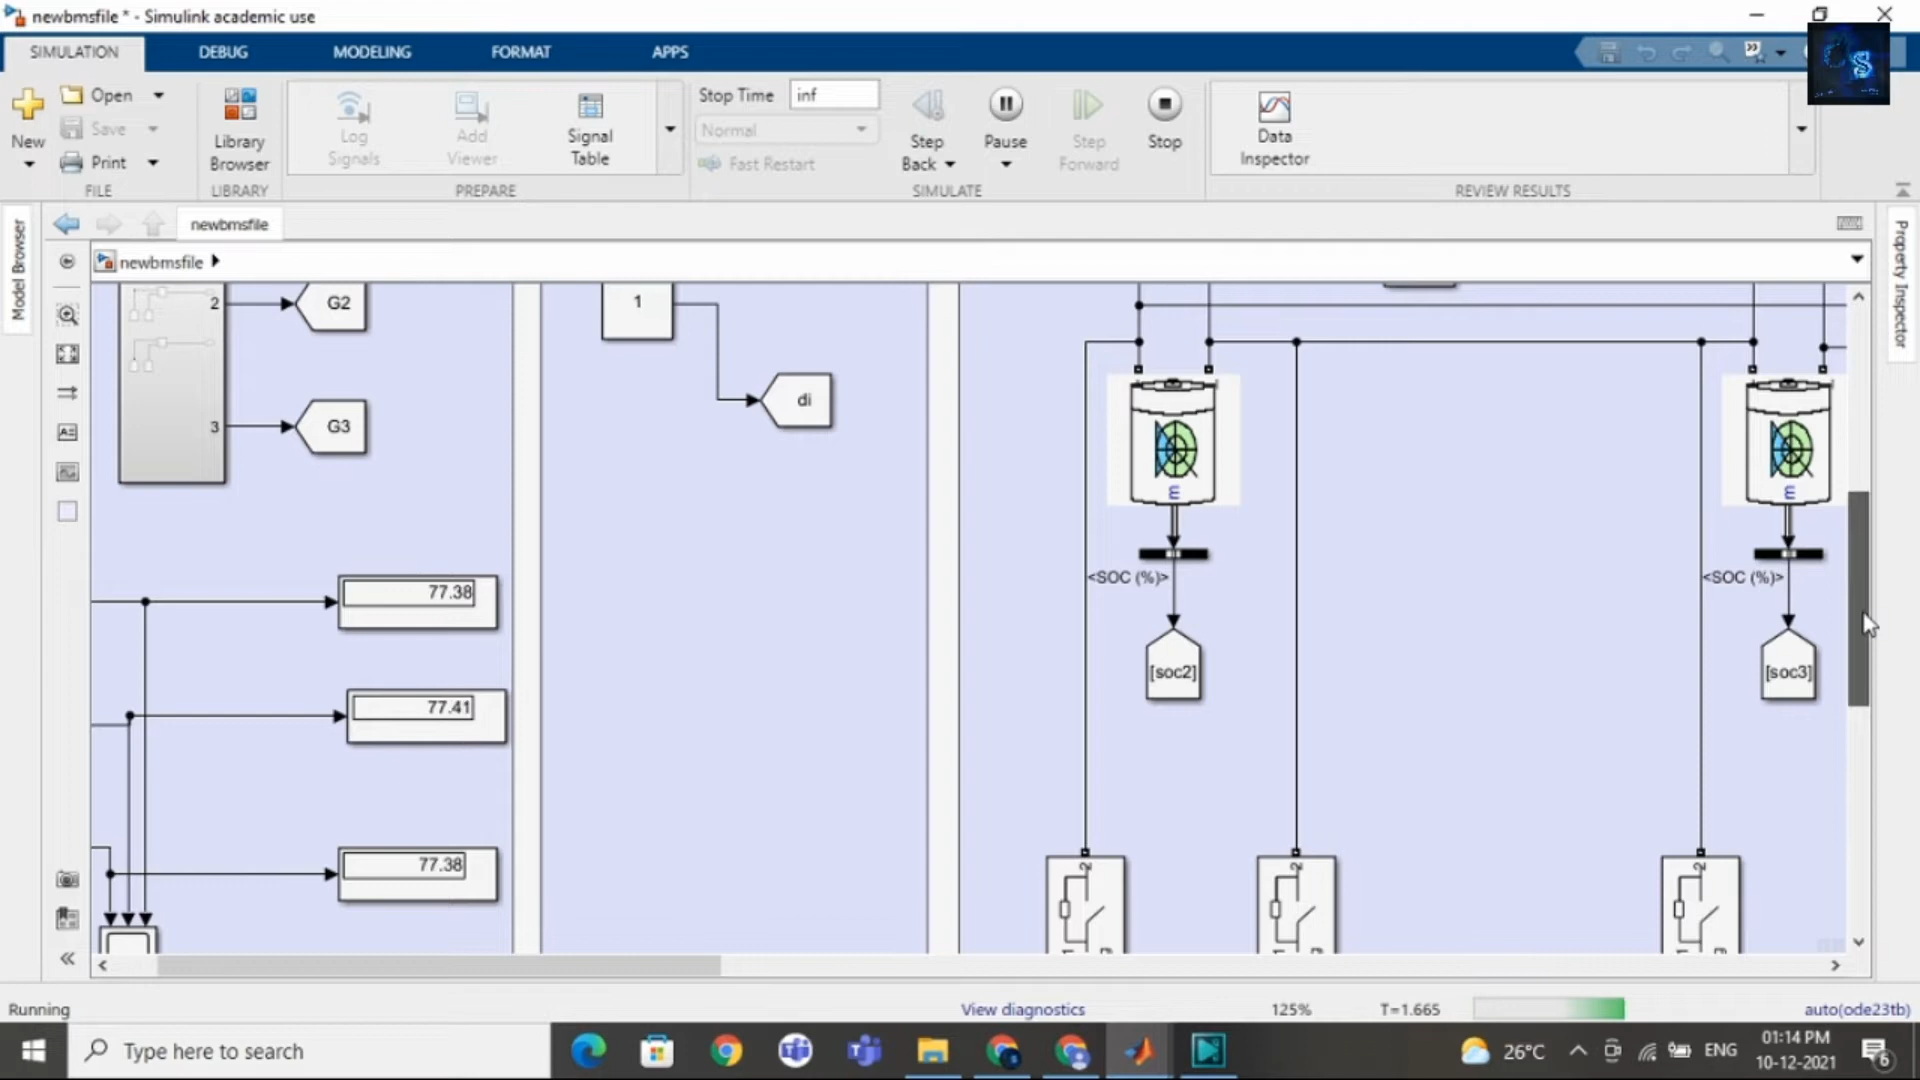 newbmsfile * - Simulink academic use
SIMULATION
DEBUG
MODELING
FORMAT
APPS
New
Open
Save
Print
FILE
Library
Browser
LIBRARY
Log
Signals
Add
Viewer
Signal
Table
PREPARE
Stop Time
inf
Normal
Fast Restart
Step
Back
Pause
Step
Forward
Stop
SIMULATE
Data
Inspector
REVIEW RESULTS
Model Browser
Property Inspector
newbmsfile
newbmsfile
2
G2
3
G3
1
di
77.38
77.41
77.38
m
m
<SOC (%)>
<SOC (%)>
[soc2]
[soc3]
2
2
2
Running
View diagnostics
125%
T=1.665
auto(ode23tb)
Type here to search
26°C
ENG
01:14 PM
10-12-2021
6